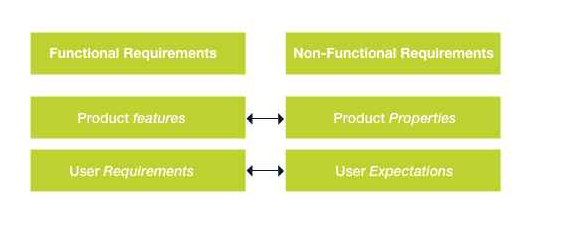 Functional Requirements
Non-Functional Requirements
Product features
Product Properties
User Requirements
User Expectations